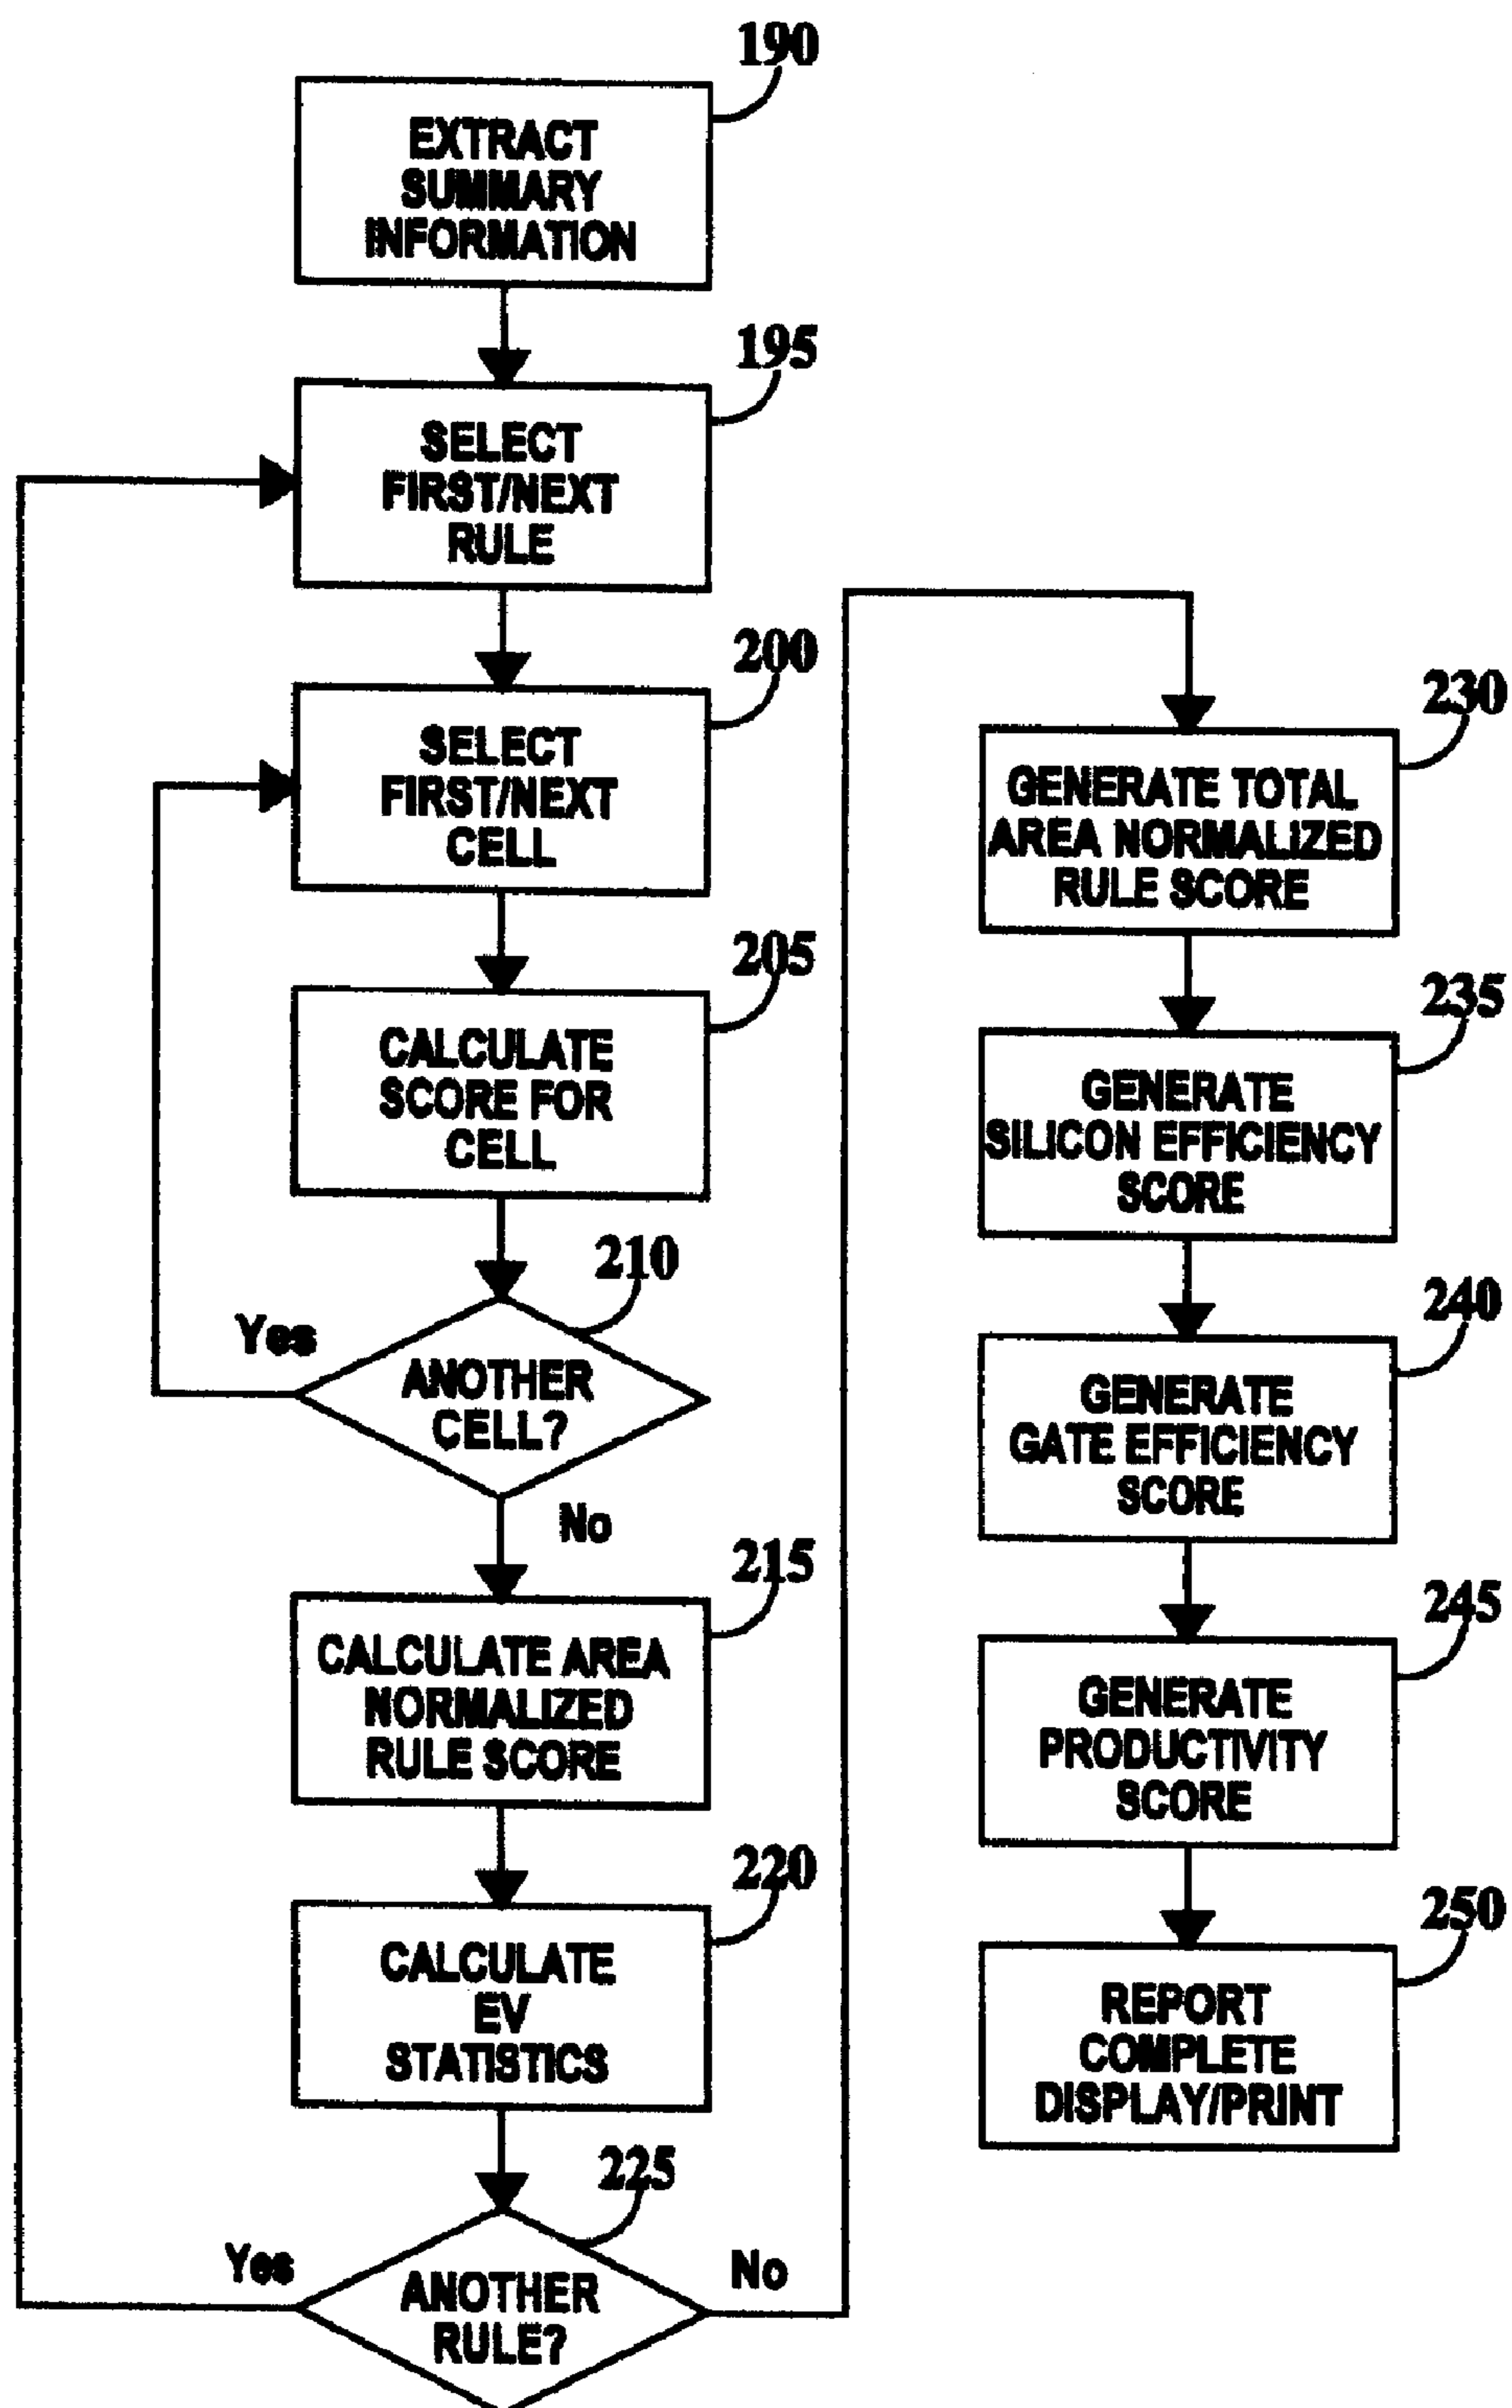 190
EXTRACT
SUMMARY
INFORMATION
195
SELECT
FIRST/NEXT
RULE
200
SELECT
FIRST/NEXT
CELL
205
CALCULATE
SCORE FOR
CELL
210
Yes
ANOTHER
CELL?
No
215
CALCULATE AREA
NORMALIZED
RULE SCORE
220
CALCULATE
EV
STATISTICS
225
Yes
No
ANOTHER
RULE?
230
GENERATE TOTAL
AREA NORMALIZED
RULE SCORE
235
GENERATE
SILICON EFFICIENCY
SCORE
240
GENERATE
GATE EFFICIENCY
SCORE
245
GENERATE
PRODUCTIVITY
SCORE
250
REPORT
COMPLETE
DISPLAY/PRINT